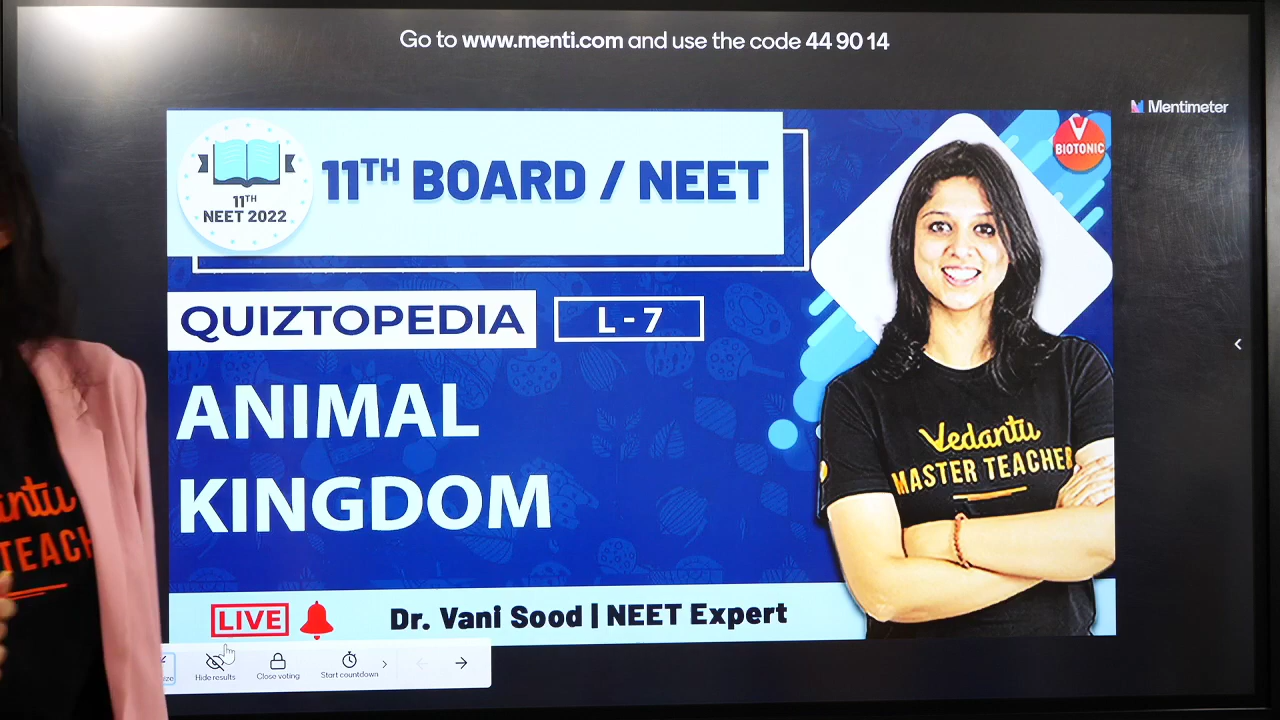 Go to www.menti.com and use the code 44 90 14
Mentimeter
BIOTONIC
11TH BOARD / NEET
11TH
NEET 2022
QUIZTOPEDIA
L - 7
ANIMAL
KINGDOM
Vedantu
MASTER TEACHER
LIVE
Dr. Vani Sood | NEET Expert
Hide results
Close voting
Start countdown